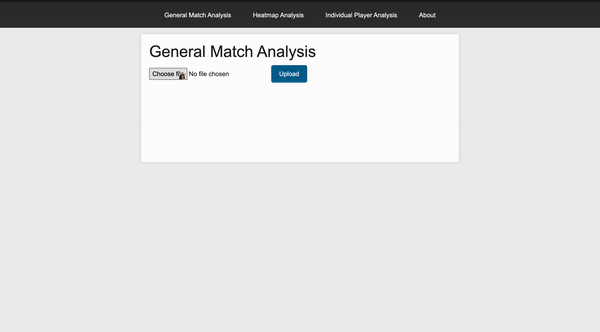 General Match Analysis Heatmap Analysis Individual Player Analysis About
General Match Analysis
Choose file No file chosen Upload